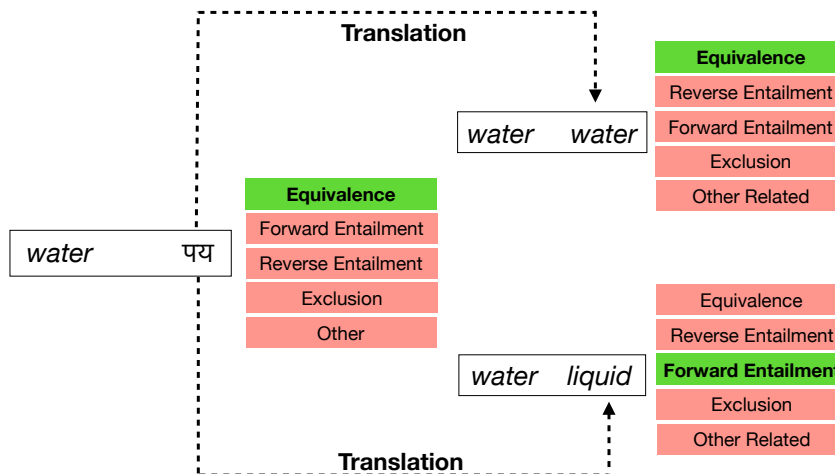 Translation
Equivalence
Reverse Entailment
Forward Entailment
Exclusion
Other Related
water water
Equivalence
Forward Entailment
Reverse Entailment
Exclusion
Other
water पय
Equivalence
Reverse Entailment
Forward Entailment
Exclusion
Other Related
water liquid
Translation